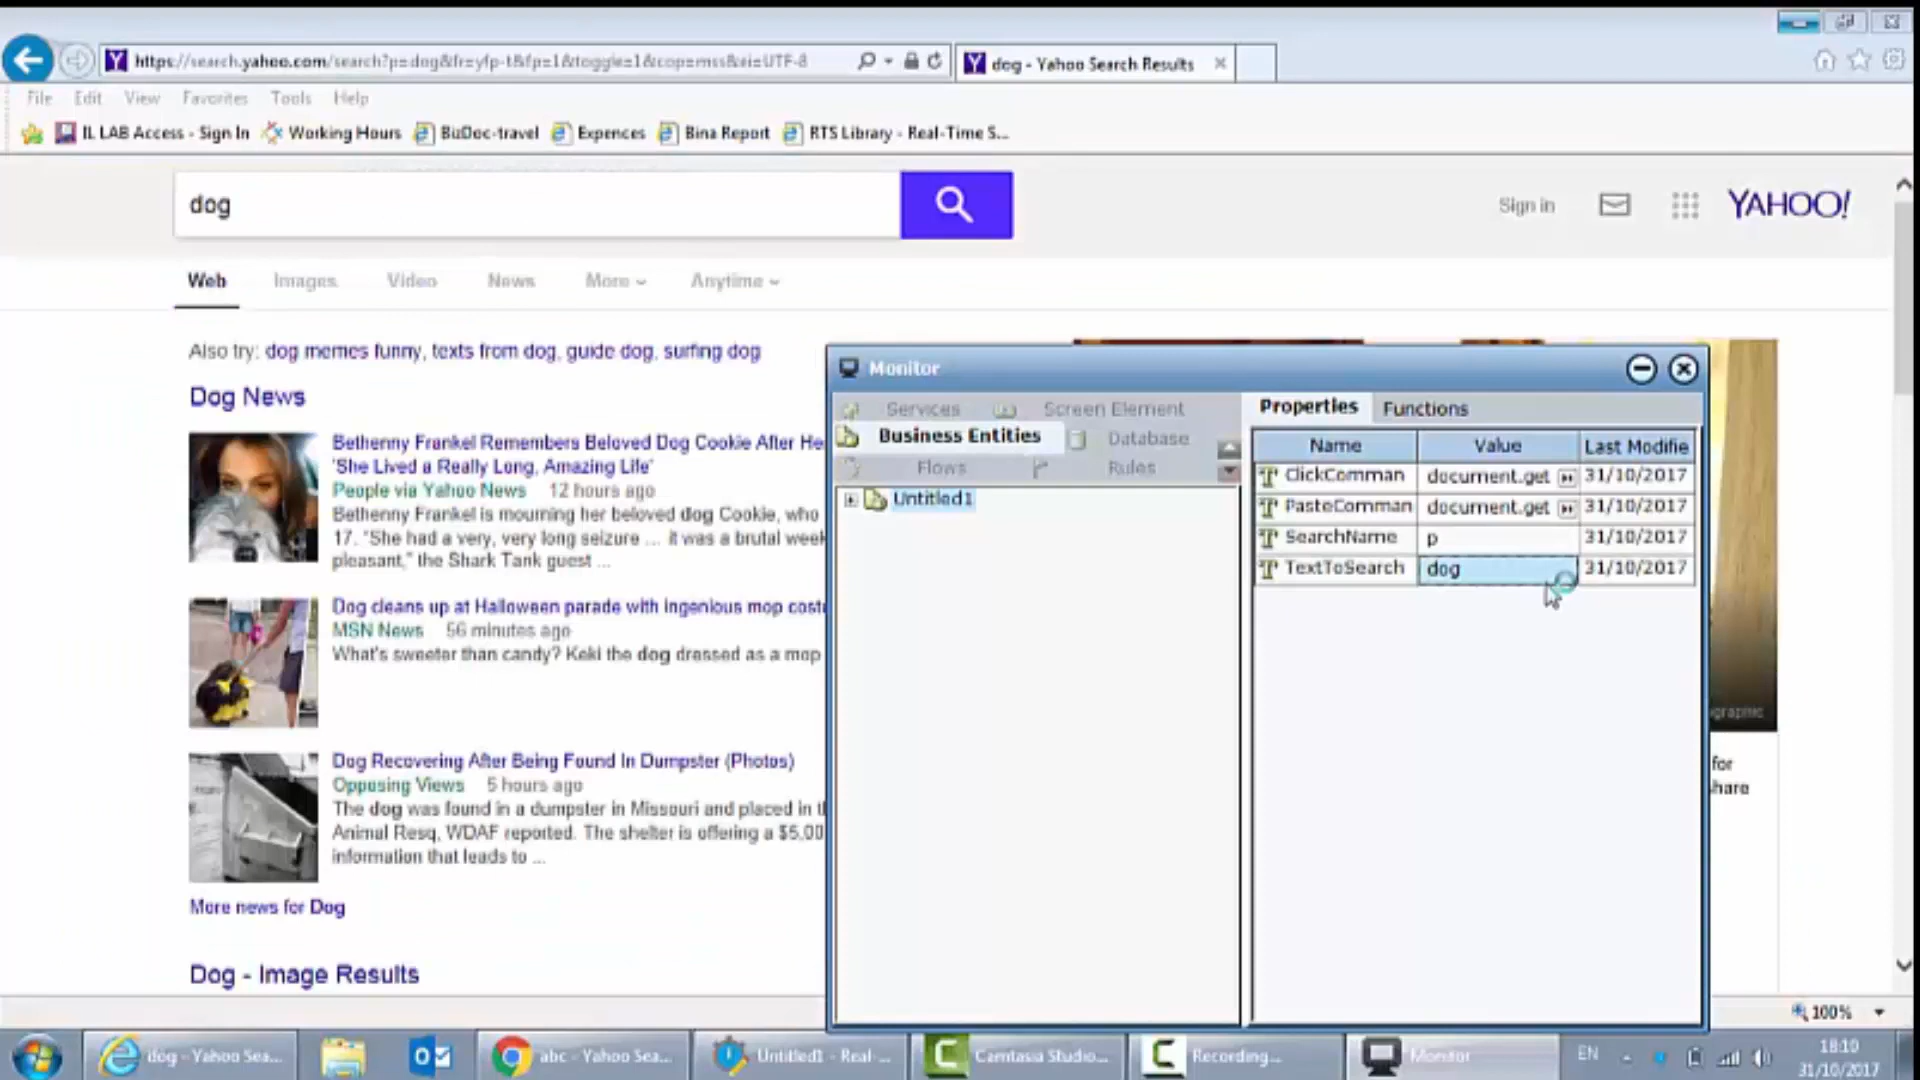 https://search.yahoo.com/search?p=dog&fr=yfp-t&fp=1&toggle=1&cop=mss&ei=UTF-8
dog - Yahoo Search Results
File Edit View Favorites Tools Help
IL LAB Access - Sign In Working Hours BizDoc-travel Expences Bina Report RTS Library - Real-Time S...
dog
Sign in
YAHOO!
Web Images Video News More Anytime
Also try: dog memes funny, texts from dog, guide dog, surfing dog
Dog News
Bethenny Frankel Remembers Beloved Dog Cookie After He
'She Lived a Really Long, Amazing Life'
People via Yahoo News 12 hours ago
Bethenny Frankel is mourning her beloved dog Cookie, who
17. "She had a very, very long seizure ... it was a brutal week
pleasant," the Shark Tank guest ...
Dog cleans up at Halloween parade with ingenious mop costu
MSN News 56 minutes ago
What's sweeter than candy? Keki the dog dressed as a mop
Dog Recovering After Being Found In Dumpster (Photos)
Opposing Views 5 hours ago
The dog was found in a dumpster in Missouri and placed in t
Animal Resq, WDAF reported. The shelter is offering a $5,00
information that leads to ...
More news for Dog
Dog - Image Results
Monitor
Services Screen Element
Business Entities Database
Flows Rules
Untitled1
Properties Functions
Name Value Last Modifie
ClickComman document.get 31/10/2017
PasteComman document.get 31/10/2017
SearchName p 31/10/2017
TextToSearch dog 31/10/2017
ographic
for
hare
100%
dog - Yahoo Sea...
abc - Yahoo Sea...
Untitled1 - Real-...
Camtasia Studio...
Recording...
Monitor
EN
18:10
31/10/2017